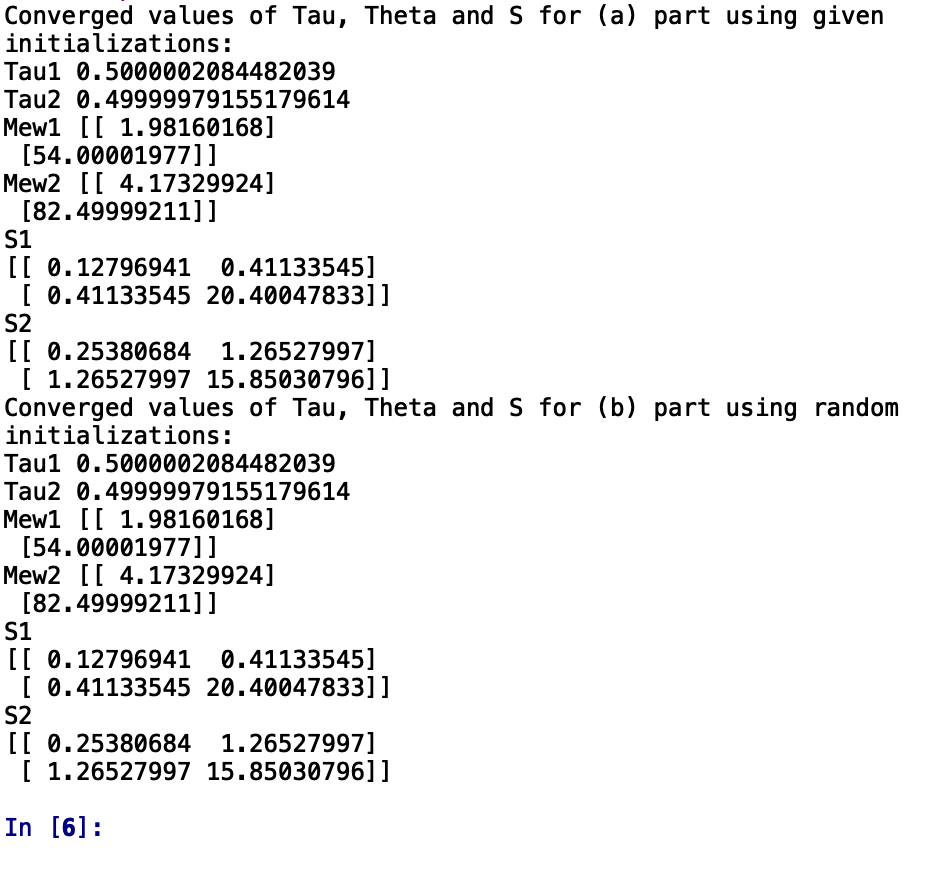 Converged values of Tau, Theta and S for (a) part using given
initializations:
Tau1 0.5000002084482039
Tau2 0.49999979155179614
Mew1 [[ 1.98160168]
 [54.00001977]]
Mew2 [[ 4.17329924]
 [82.49999211]]
S1
[[ 0.12796941  0.41133545]
 [ 0.41133545 20.40047833]]
S2
[[ 0.25380684  1.26527997]
 [ 1.26527997 15.85030796]]
Converged values of Tau, Theta and S for (b) part using random
initializations:
Tau1 0.5000002084482039
Tau2 0.49999979155179614
Mew1 [[ 1.98160168]
 [54.00001977]]
Mew2 [[ 4.17329924]
 [82.49999211]]
S1
[[ 0.12796941  0.41133545]
 [ 0.41133545 20.40047833]]
S2
[[ 0.25380684  1.26527997]
 [ 1.26527997 15.85030796]]
In [6]: